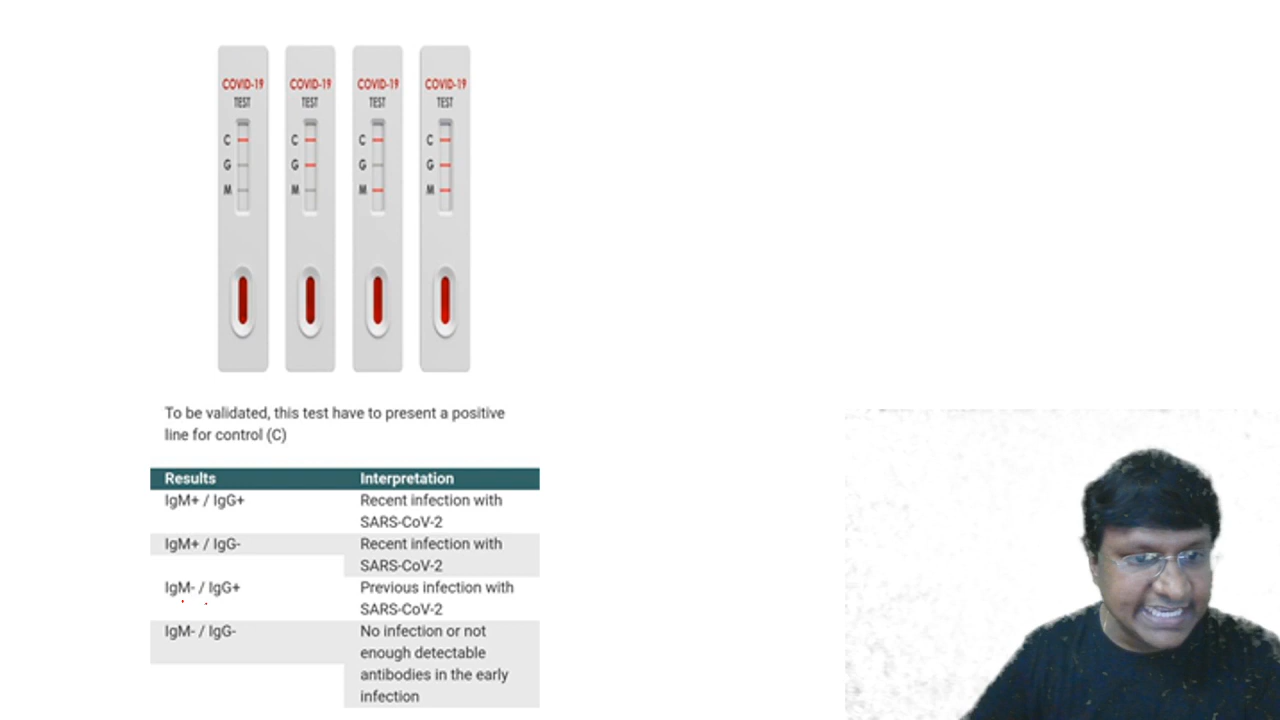 COVID-19 COVID-19 COVID-19 COVID-19
TEST TEST TEST TEST
C C C C
G G G G
M M M M
To be validated, this test have to present a positive
line for control (C)
Results Interpretation
IgM+ / IgG+ Recent infection with
SARS-CoV-2
IgM+ / IgG- Recent infection with
SARS-CoV-2
IgM- / IgG+ Previous infection with
SARS-CoV-2
IgM- / IgG- No infection or not
enough detectable
antibodies in the early
infection